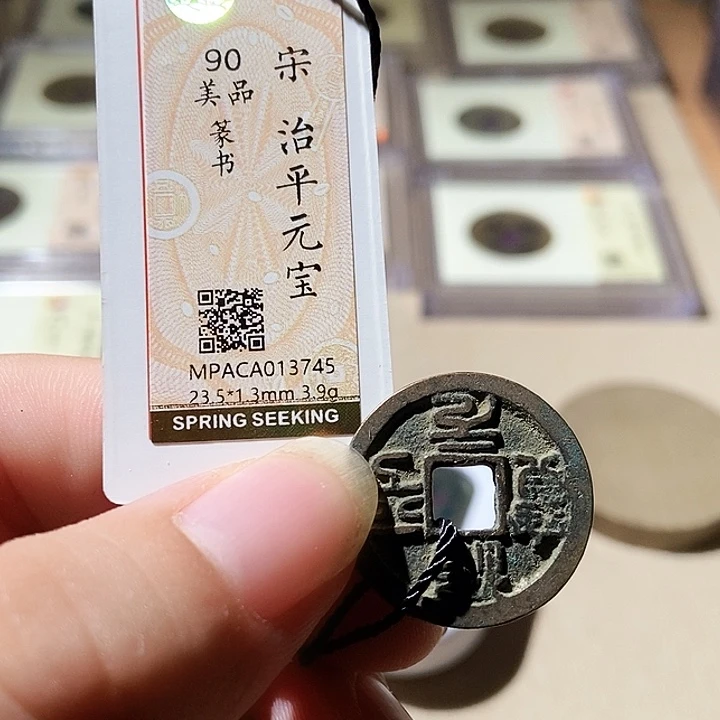 宋 治平元宝
90
美品
篆书
MPACA013745
23.5*1.3mm 3.9g
SPRING SEEKING